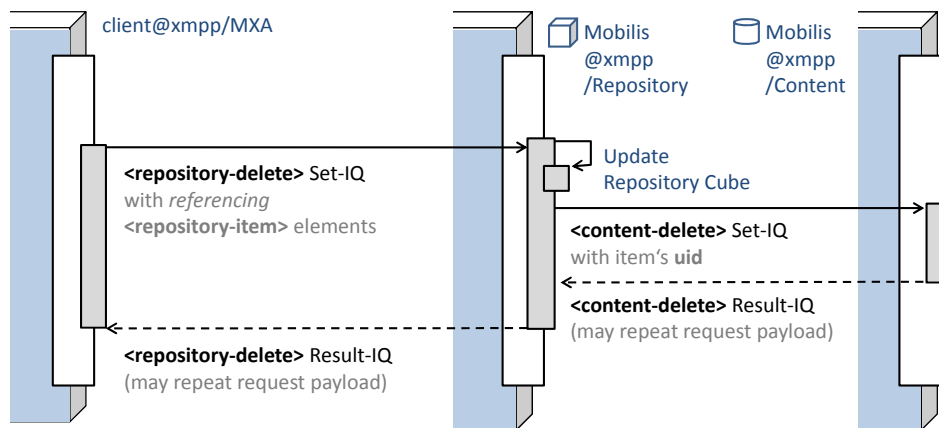 client@xmpp/MXA
Mobilis
@xmpp
/Repository
Mobilis
@xmpp
/Content
<repository-delete> Set-IQ
with referencing
<repository-item> elements
Update
Repository Cube
<content-delete> Set-IQ
with item‘s uid
<content-delete> Result-IQ
(may repeat request payload)
<repository-delete> Result-IQ
(may repeat request payload)